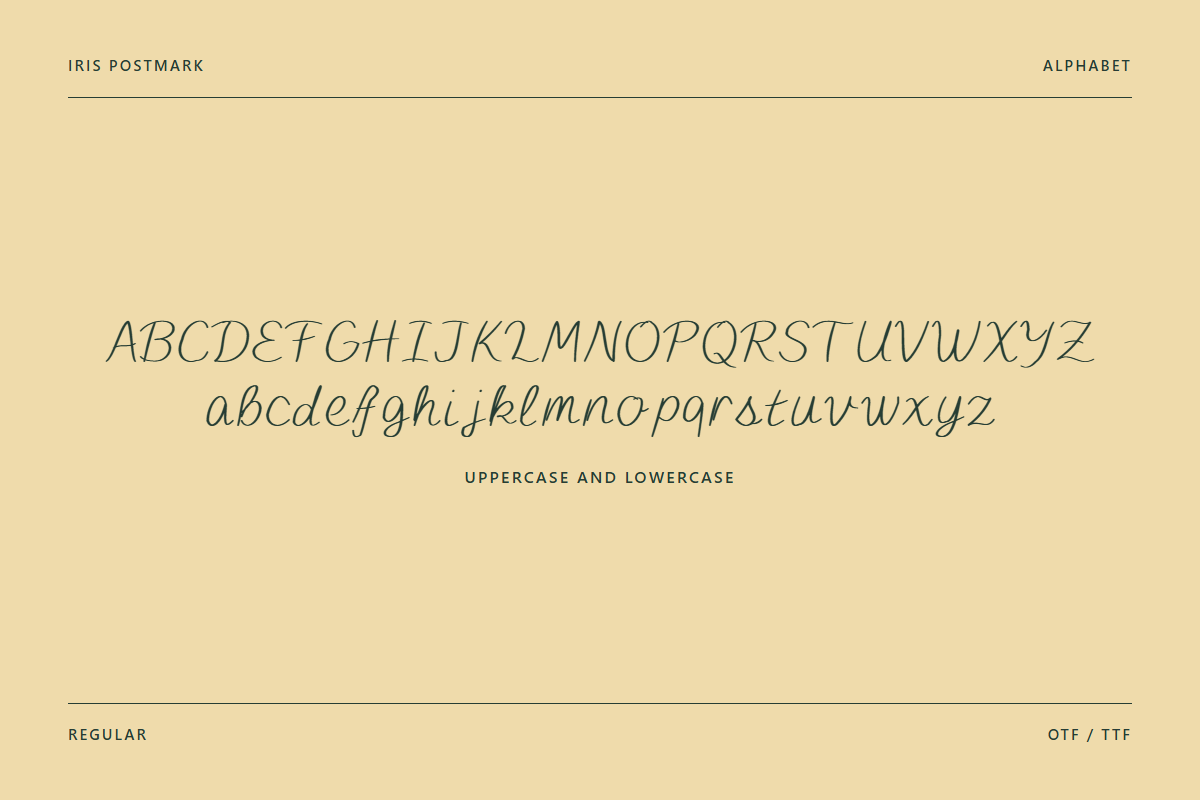 IRIS POSTMARK
ALPHABET
ABCDEFGHIJKLMNOPQRSTUVWXYZ
abcdefghijklmnopqrstuvwxyz
UPPERCASE AND LOWERCASE
REGULAR
OTF / TTF